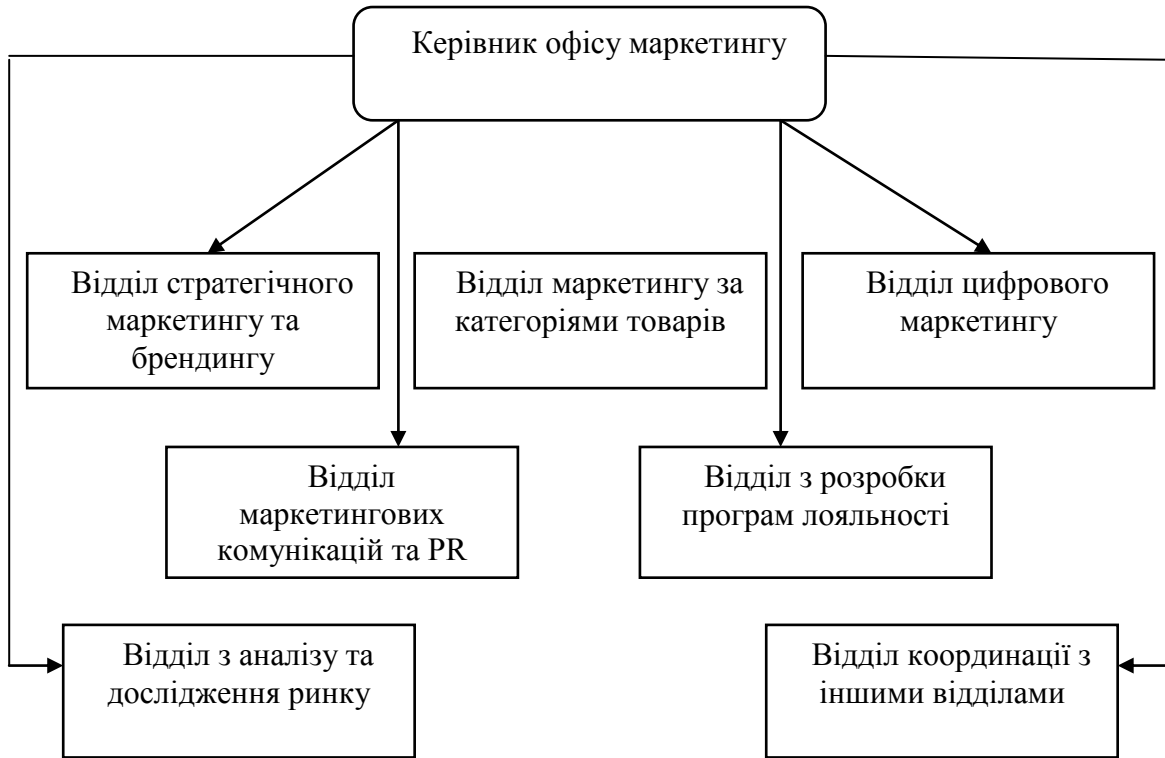 Керівник офісу маркетингу
Відділ стратегічного
маркетингу та
брендингу
Відділ маркетингу за
категоріями товарів
Відділ цифрового
маркетингу
Відділ
маркетингових
комунікацій та PR
Відділ з розробки
програм лояльності
Відділ з аналізу та
дослідження ринку
Відділ координації з
іншими відділами